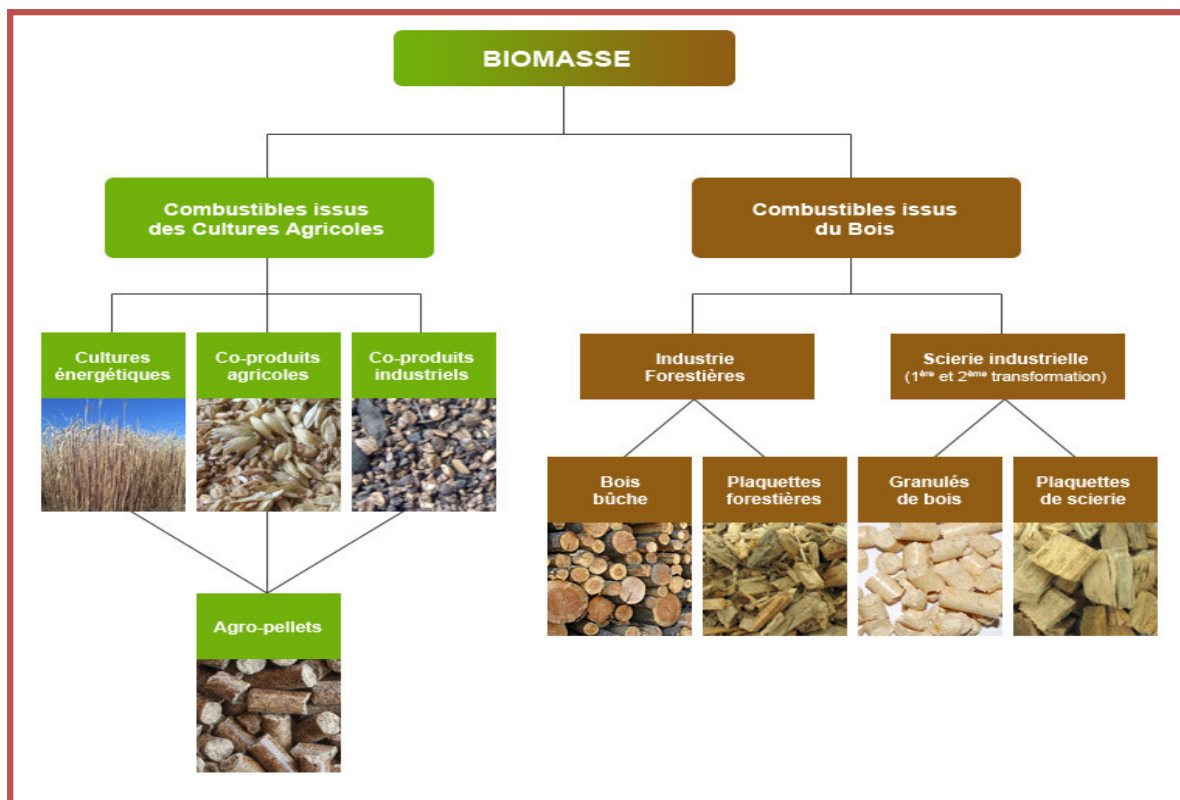 BIOMASSE
Combustibles issus
des Cultures Agricoles
Combustibles issus
du Bois
Cultures
énergétiques
Co-produits
agricoles
Co-produits
industriels
Industrie
Forestières
Scierie industrielle
(1ère et 2ème transformation)
Bois
bûche
Plaquettes
forestières
Granulés
de bois
Plaquettes
de scierie
Agro-pellets